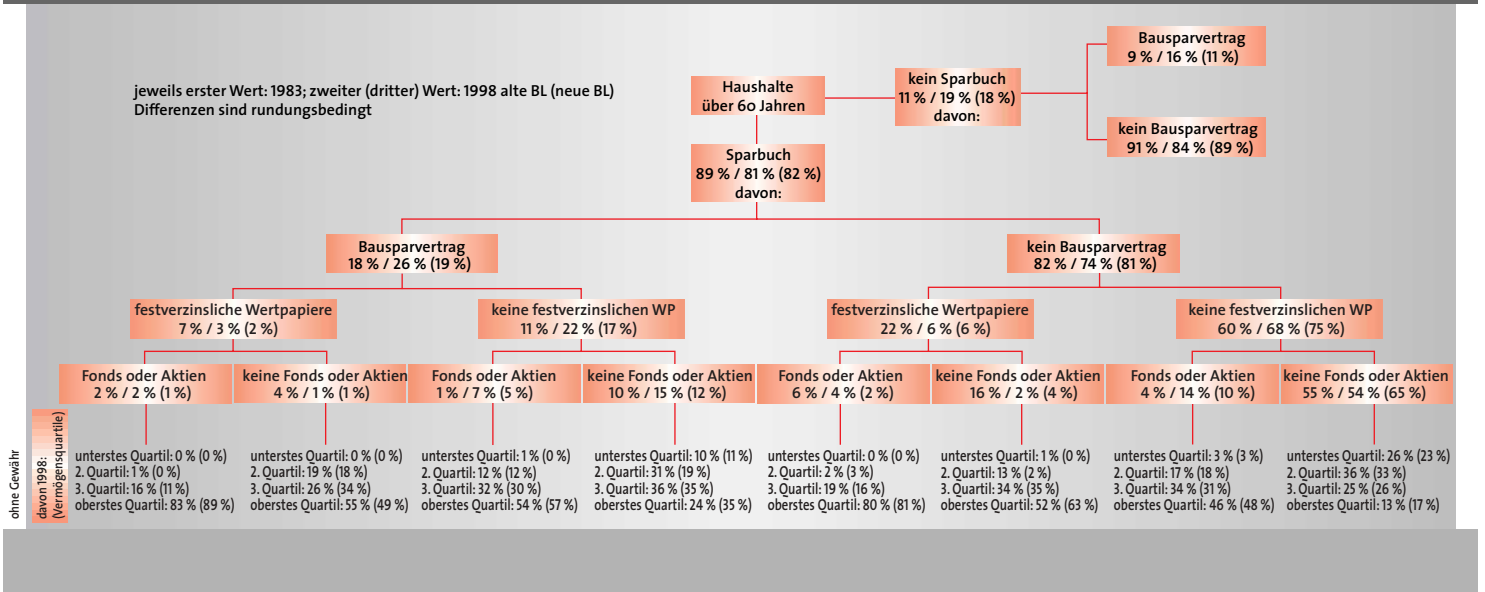 jeweils erster Wert: 1983; zweiter (dritter) Wert: 1998 alte BL (neue BL)
Differenzen sind rundungsbedingt
Haushalte
über 60 Jahren
kein Sparbuch
11 % / 19 % (18 %)
davon:
Bausparvertrag
9 % / 16 % (11 %)
kein Bausparvertrag
91 % / 84 % (89 %)
Sparbuch
89 % / 81 % (82 %)
davon:
Bausparvertrag
18 % / 26 % (19 %)
kein Bausparvertrag
82 % / 74 % (81 %)
festverzinsliche Wertpapiere
7 % / 3 % (2 %)
keine festverzinslichen WP
11 % / 22 % (17 %)
festverzinsliche Wertpapiere
22 % / 6 % (6 %)
keine festverzinslichen WP
60 % / 68 % (75 %)
Fonds oder Aktien
2 % / 2 % (1 %)
keine Fonds oder Aktien
4 % / 1 % (1 %)
Fonds oder Aktien
1 % / 7 % (5 %)
keine Fonds oder Aktien
10 % / 15 % (12 %)
Fonds oder Aktien
6 % / 4 % (2 %)
keine Fonds oder Aktien
16 % / 2 % (4 %)
Fonds oder Aktien
4 % / 14 % (10 %)
keine Fonds oder Aktien
55 % / 54 % (65 %)
ohne Gewähr
davon 1998:
(Vermögensquartile)
unterstes Quartil: 0 % (0 %)
2. Quartil: 1 % (0 %)
3. Quartil: 16 % (11 %)
oberstes Quartil: 83 % (89 %)
unterstes Quartil: 0 % (0 %)
2. Quartil: 19 % (18 %)
3. Quartil: 26 % (34 %)
oberstes Quartil: 55 % (49 %)
unterstes Quartil: 1 % (0 %)
2. Quartil: 12 % (12 %)
3. Quartil: 32 % (30 %)
oberstes Quartil: 54 % (57 %)
unterstes Quartil: 10 % (11 %)
2. Quartil: 31 % (19 %)
3. Quartil: 36 % (35 %)
oberstes Quartil: 24 % (35 %)
unterstes Quartil: 0 % (0 %)
2. Quartil: 2 % (3 %)
3. Quartil: 19 % (16 %)
oberstes Quartil: 80 % (81 %)
unterstes Quartil: 1 % (0 %)
2. Quartil: 13 % (2 %)
3. Quartil: 34 % (35 %)
oberstes Quartil: 52 % (63 %)
unterstes Quartil: 3 % (3 %)
2. Quartil: 17 % (18 %)
3. Quartil: 34 % (31 %)
oberstes Quartil: 46 % (48 %)
unterstes Quartil: 26 % (23 %)
2. Quartil: 36 % (33 %)
3. Quartil: 25 % (26 %)
oberstes Quartil: 13 % (17 %)